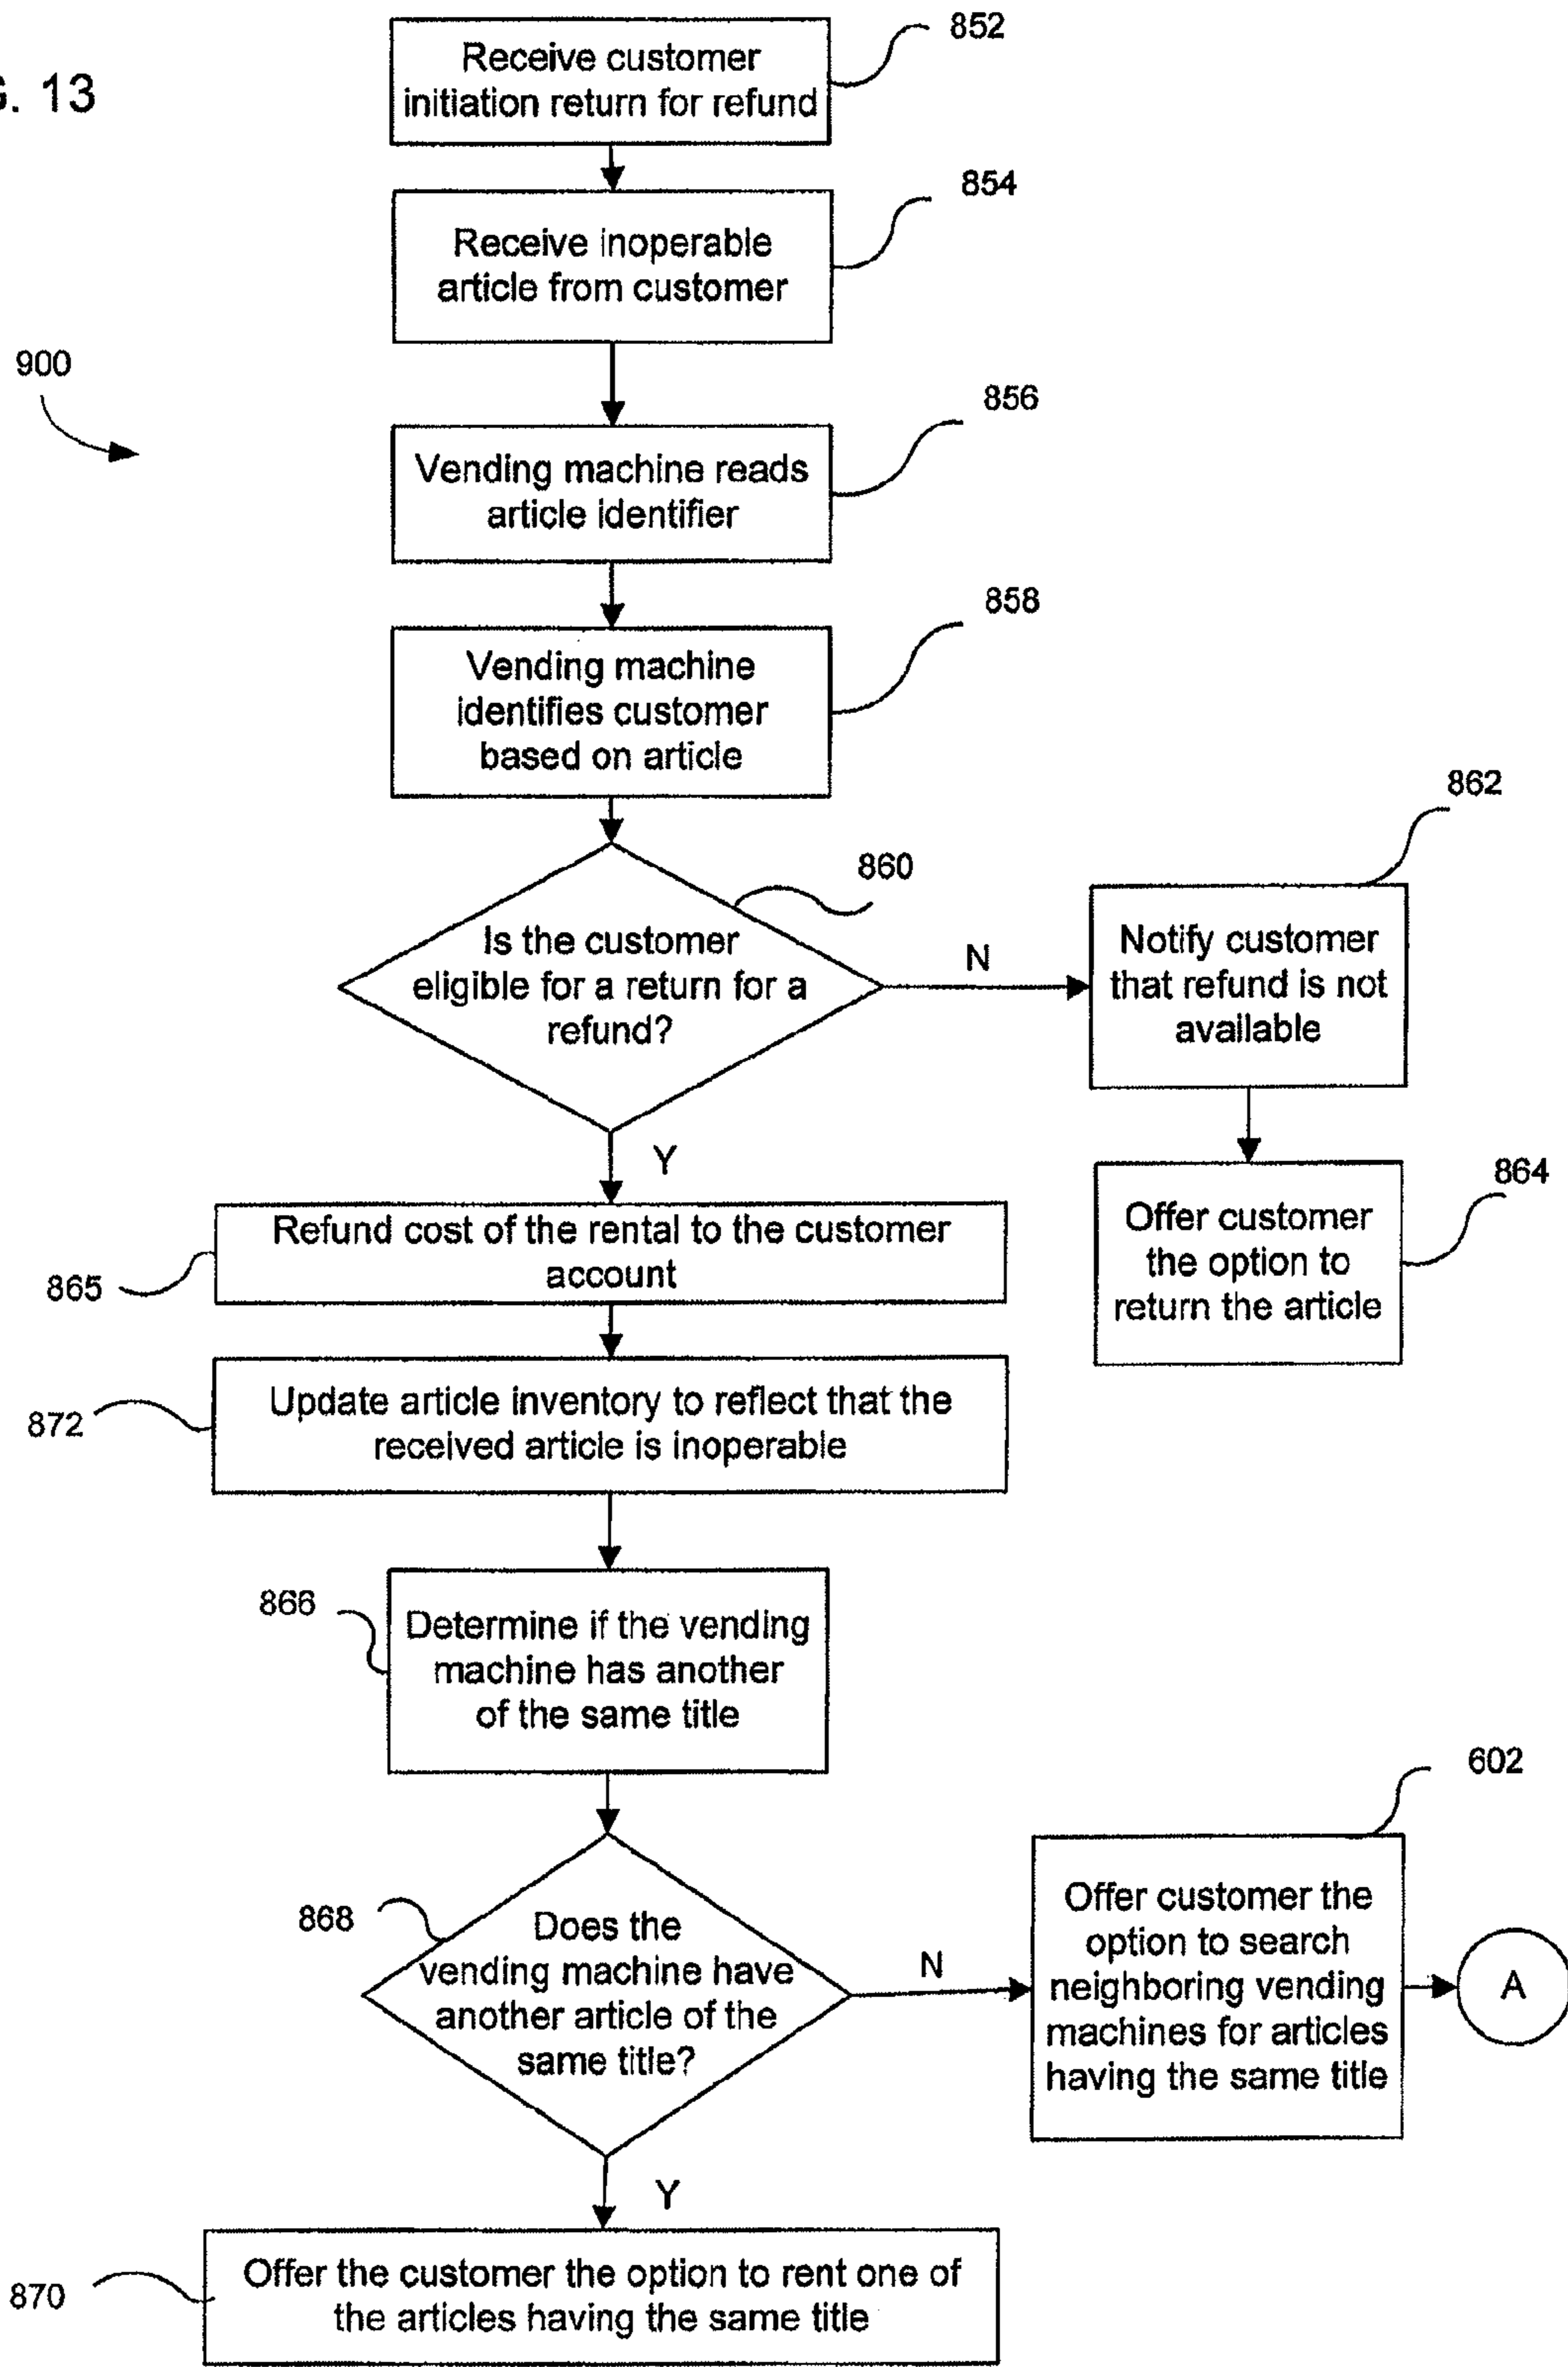 G. 13
852
Receive customer
initiation return for refund
854
Receive inoperable
article from customer
900
856
Vending machine reads
article identifier
858
Vending machine
identifies customer
based on article
862
860
Is the customer
eligible for a return for a
refund?
N
Notify customer
that refund is not
available
Y
864
Offer customer
the option to
return the article
Refund cost of the rental to the customer
account
865
Update article inventory to reflect that the
received article is inoperable
872
866
Determine if the vending
machine has another
of the same title
602
868
Does the
vending machine have
another article of the
same title?
N
Offer customer the
option to search
neighboring vending
machines for articles
having the same title
A
Y
Offer the customer the option to rent one of
the articles having the same title
870